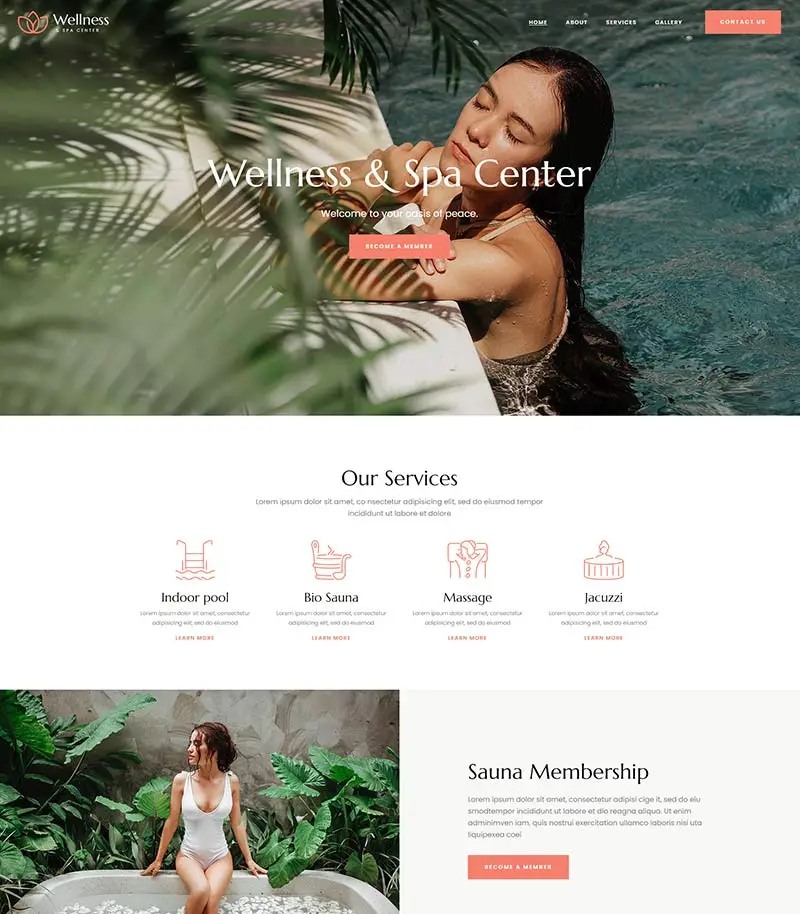 Wellness
& SPA CENTER
HOME ABOUT SERVICES GALLERY CONTACT US
Wellness & Spa Center
Welcome to your oasis of peace.
BECOME A MEMBER
Our Services
Lorem ipsum dolor sit amet, co nsectetur adipisicing elit, sed do eiusmod tempor
incididunt ut labore et dolore
Indoor pool Bio Sauna Massage Jacuzzi
Lorem ipsum dolor sit amet, consectetur Lorem ipsum dolor sit amet, consectetur Lorem ipsum dolor sit amet, consectetur Lorem ipsum dolor sit amet, consectetur
adipisicing elit, sed do eiusmod adipisicing elit, sed do eiusmod adipisicing elit, sed do eiusmod adipisicing elit, sed do eiusmod
LEARN MORE LEARN MORE LEARN MORE LEARN MORE
Sauna Membership
Lorem ipsum dolor sit amet, consectetur adipisi cige it, sed do eiu
smodtempor incididunt ut labore et dlo reagna aliqua. Ut enim
adminimven iam, quis nostrui exercitation ullamco laboris nisi uta
liquipexea coei
BECOME A MEMBER